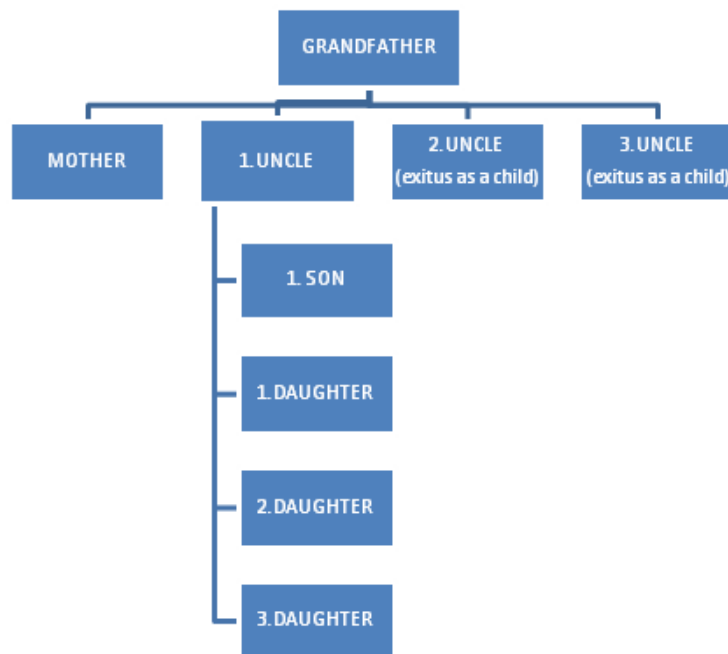 GRANDFATHER
MOTHER
1.UNCLE
2.UNCLE
(exitus as a child)
3.UNCLE
(exitus as a child)
1. SON
1.DAUGHTER
2.DAUGHTER
3.DAUGHTER